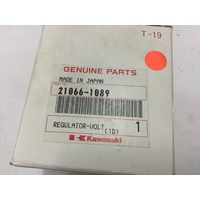 T-19
GENUINE PARTS
MADE IN JAPAN
21066-1089
REGULATOR-VOLT
(1D)
1
Kawasaki